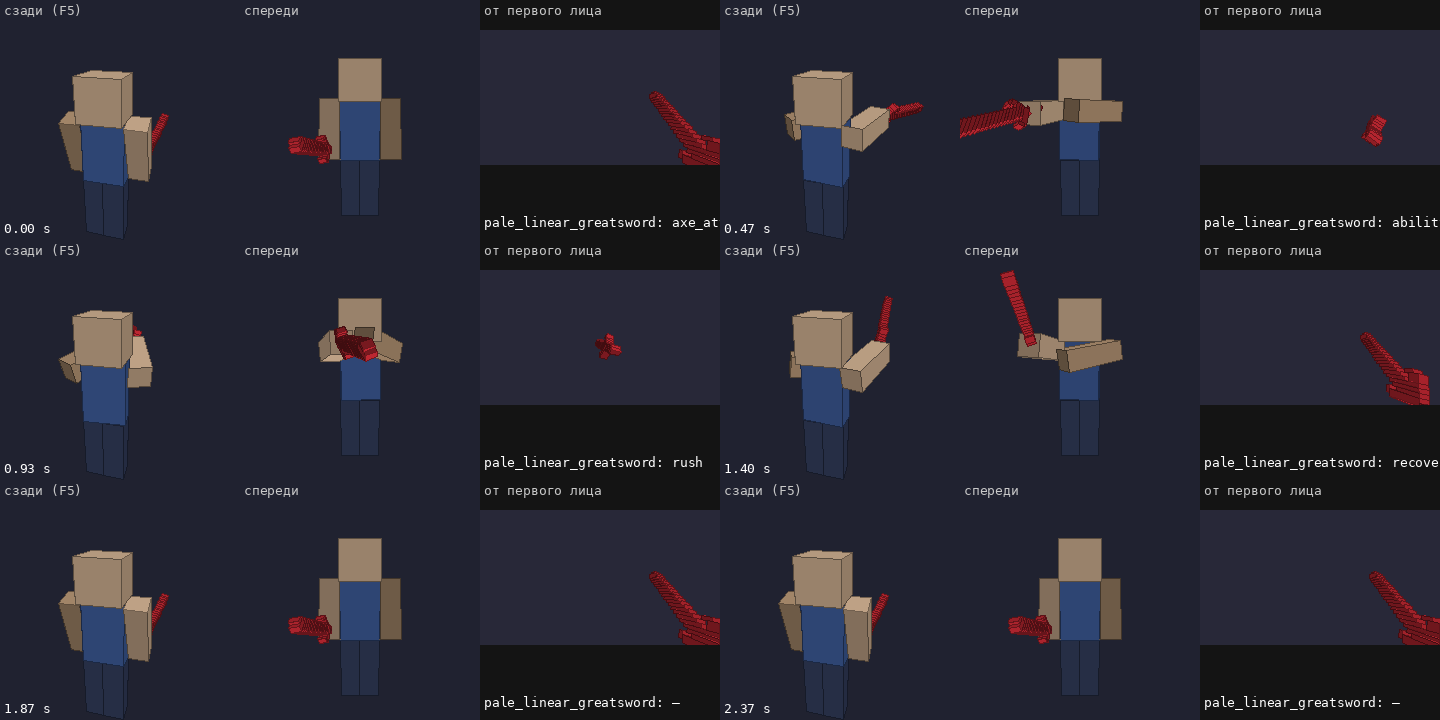 сзади (F5) спереди от первого лица сзади (F5) спереди от первого лица
0.00 s pale_linear_greatsword: axe_at 0.47 s pale_linear_greatsword: abilit
сзади (F5) спереди от первого лица сзади (F5) спереди от первого лица
0.93 s pale_linear_greatsword: rush 1.40 s pale_linear_greatsword: recove
сзади (F5) спереди от первого лица сзади (F5) спереди от первого лица
1.87 s pale_linear_greatsword: — 2.37 s pale_linear_greatsword: —